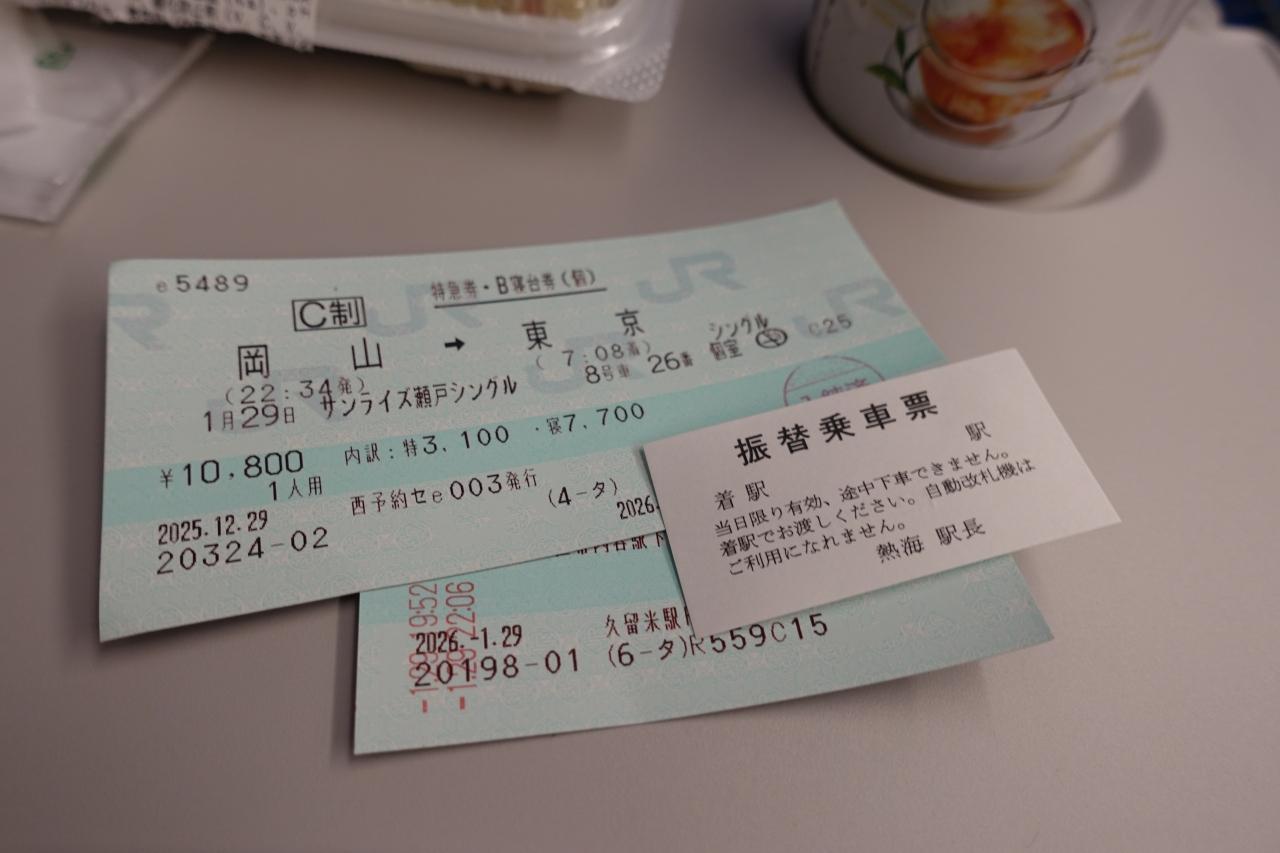 e5489
特急券・B寝台券(個)
C制
岡山 ➡ 東京
(22:34発) (7:08着)
シングル
個室 C25
1月29日 サンライズ瀬戸シングル 8号車 26番
¥10,800 内訳:特3,100・寝7,700
1人用
2025.12.29 西予約セe003発行 (4-タ)
20324-02 2026.
JR
振替乗車票
駅
着駅
当日限り有効、途中下車できません。
着駅でお渡しください。自動改札機は
ご利用になれません。
熱海 駅長
9:52
22:06
2026.-1.29 久留米駅
20198-01 (6-タ)R559C15